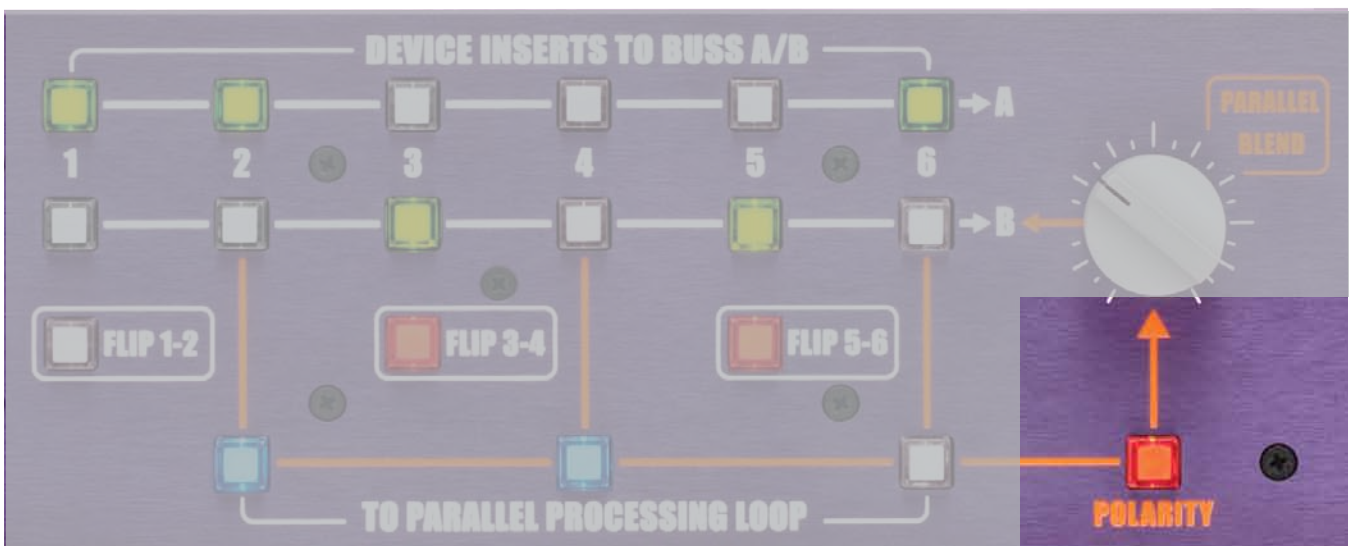 DEVICE INSERTS TO BUSS A/B
A
PARALLEL
BLEND
1 2 3 4 5 6
B
FLIP 1-2 FLIP 3-4 FLIP 5-6
TO PARALLEL PROCESSING LOOP
POLARITY